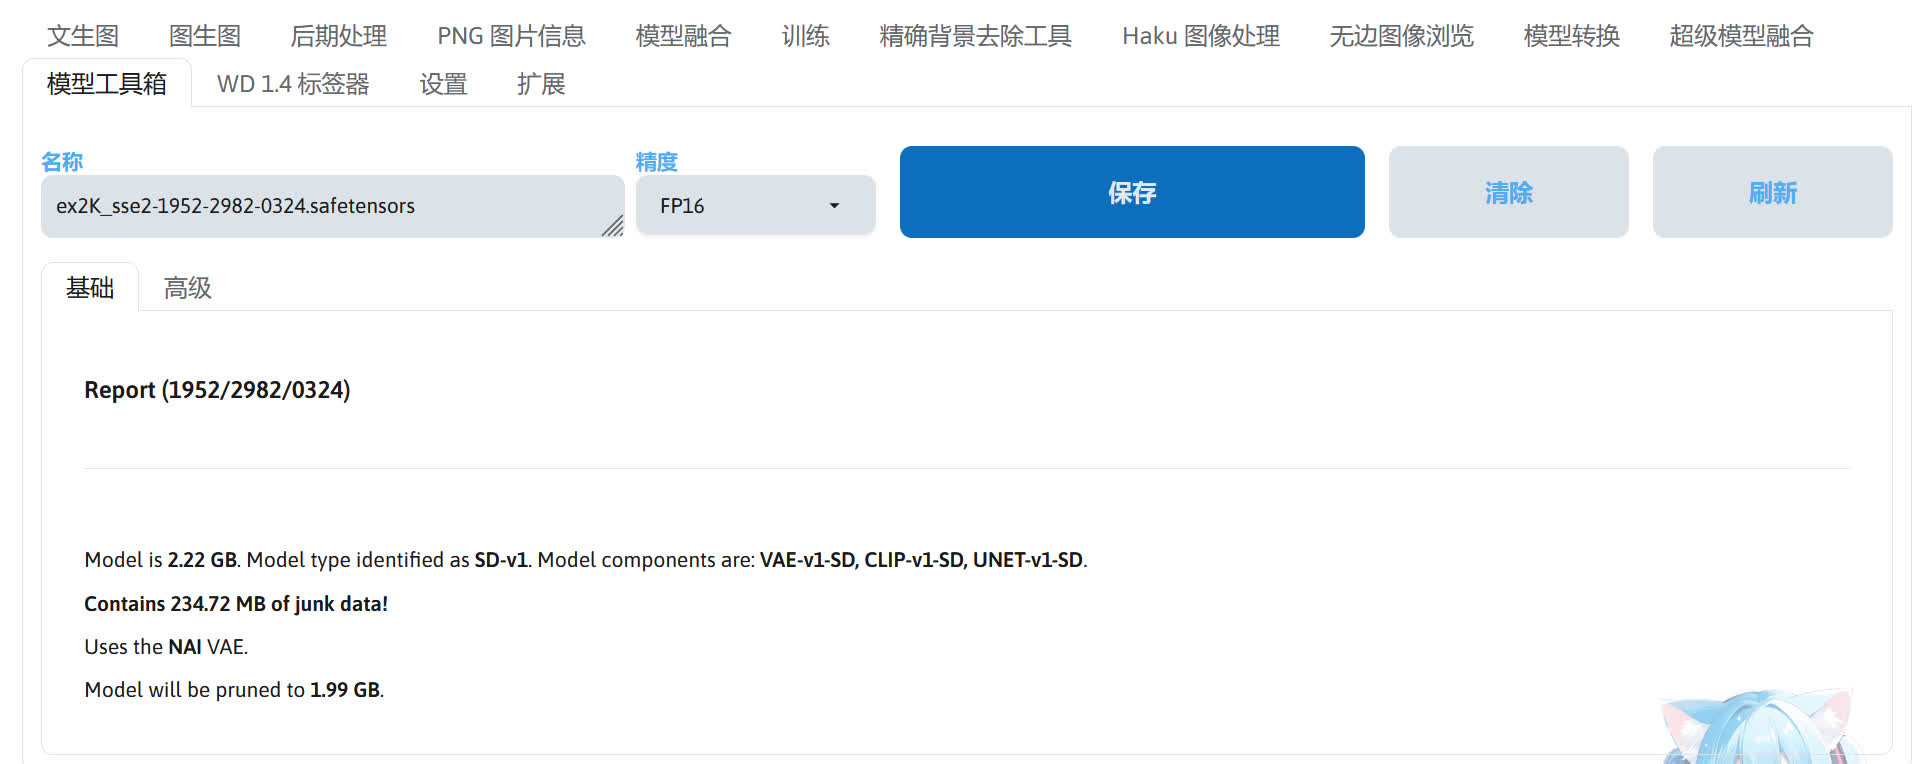 文生图 图生图 后期处理 PNG 图片信息 模型融合 训练 精确背景去除工具 Haku 图像处理 无边图像浏览 模型转换 超级模型融合
模型工具箱 WD 1.4 标签器 设置 扩展
名称 精度
ex2K_sse2-1952-2982-0324.safetensors FP16 保存 清除 刷新
基础 高级
Report (1952/2982/0324)
Model is 2.22 GB. Model type identified as SD-v1. Model components are: VAE-v1-SD, CLIP-v1-SD, UNET-v1-SD.
Contains 234.72 MB of junk data!
Uses the NAI VAE.
Model will be pruned to 1.99 GB.